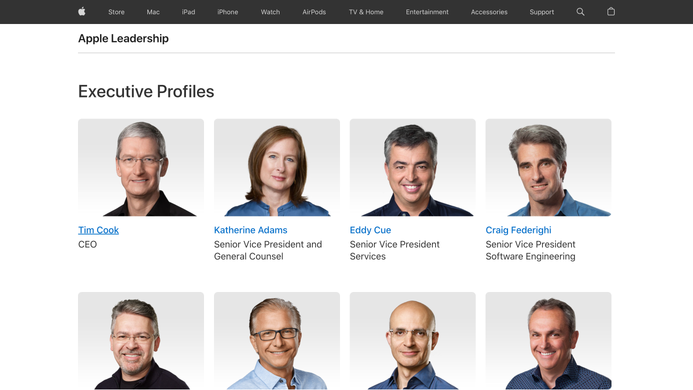 Store Mac iPad iPhone Watch AirPods TV & Home Entertainment Accessories Support
Apple Leadership
Executive Profiles
Tim Cook
CEO
Katherine Adams
Senior Vice President and
General Counsel
Eddy Cue
Senior Vice President
Services
Craig Federighi
Senior Vice President
Software Engineering